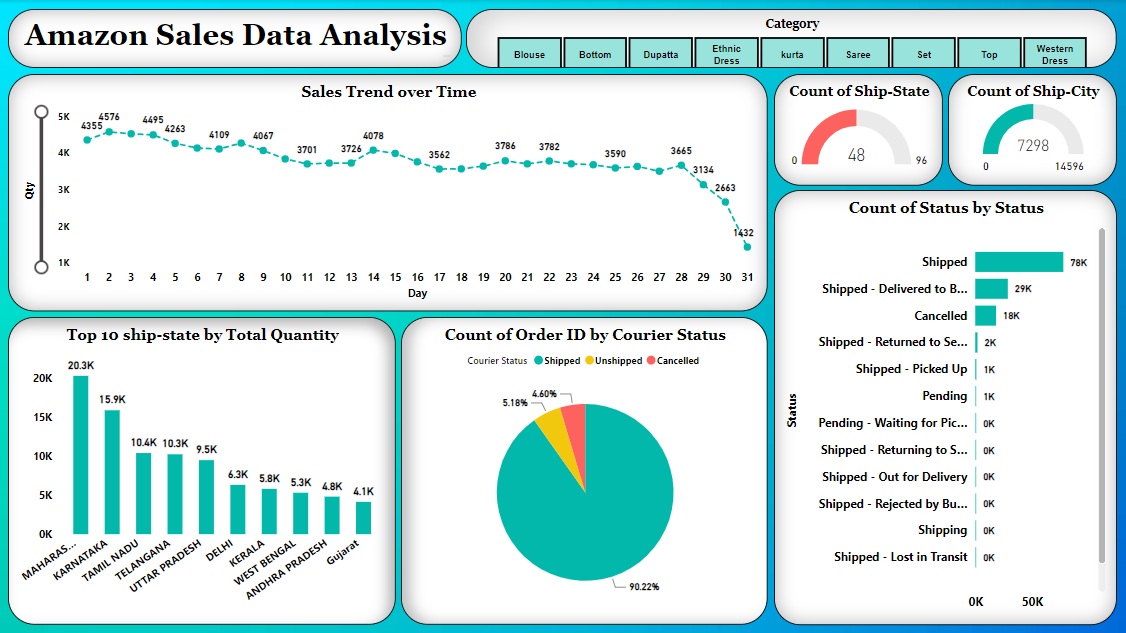 Amazon Sales Data Analysis
Category
Blouse
Bottom
Dupatta
Ethnic
Dress
kurta
Saree
Set
Top
Western
Dress
Sales Trend over Time
Qty
5K
4K
3K
2K
1K
4355
4576
4495
4263
4109
4067
3701
3726
4078
3562
3786
3782
3590
3665
3134
2663
1432
1 2 3 4 5 6 7 8 9 10 11 12 13 14 15 16 17 18 19 20 21 22 23 24 25 26 27 28 29 30 31
Day
Count of Ship-State
48
0
96
Count of Ship-City
7298
0
14596
Top 10 ship-state by Total Quantity
20K
15K
10K
5K
0K
20.3K
15.9K
10.4K
10.3K
9.5K
6.3K
5.8K
5.3K
4.8K
4.1K
MAHARAS...
KARNATAKA
TAMIL NADU
TELANGANA
UTTAR PRADESH
DELHI
KERALA
WEST BENGAL
ANDHRA PRADESH
Gujarat
Count of Order ID by Courier Status
Courier Status Shipped Unshipped Cancelled
4.60%
5.18%
90.22%
Count of Status by Status
Status
Shipped 78K
Shipped - Delivered to B... 29K
Cancelled 18K
Shipped - Returned to Se... 2K
Shipped - Picked Up 1K
Pending 1K
Pending - Waiting for Pic... 0K
Shipped - Returning to S... 0K
Shipped - Out for Delivery 0K
Shipped - Rejected by Bu... 0K
Shipping 0K
Shipped - Lost in Transit 0K
0K 50K